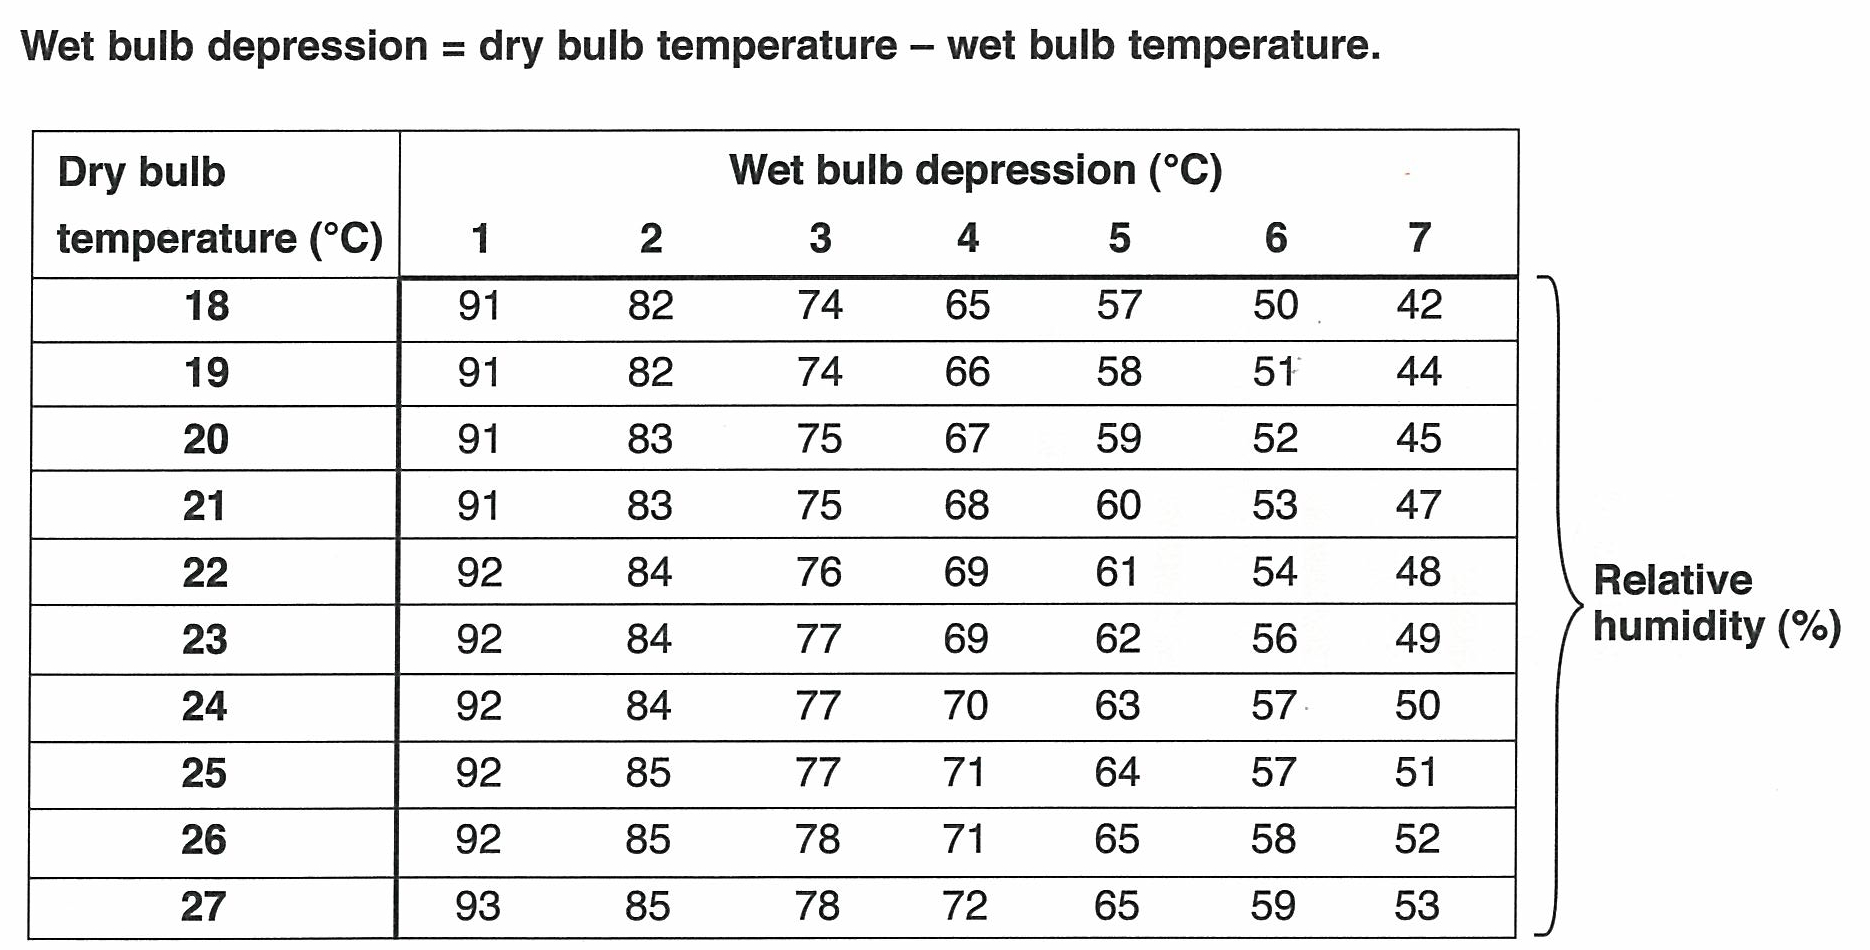 Wet bulb depression = dry bulb temperature – wet bulb temperature.
Dry bulb Wet bulb depression (°C)
temperature (°C) 1 2 3 4 5 6 7
18 91 82 74 65 57 50 42
19 91 82 74 66 58 51 44
20 91 83 75 67 59 52 45
21 91 83 75 68 60 53 47
22 92 84 76 69 61 54 48
23 92 84 77 69 62 56 49
24 92 84 77 70 63 57 50
25 92 85 77 71 64 57 51
26 92 85 78 71 65 58 52
27 93 85 78 72 65 59 53
Relative
humidity (%)